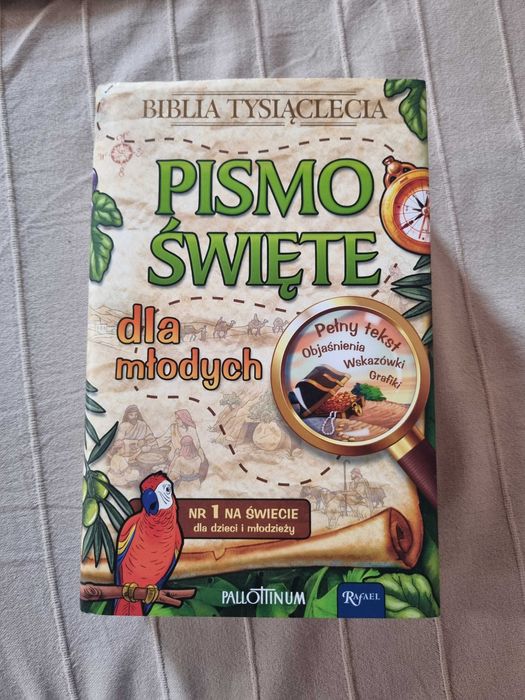 BIBLIA TYSIĄCLECIA
PISMO
ŚWIĘTE
dla
młodych
Pełny tekst
Objaśnienia
Wskazówki
Grafiki
NR 1 NA ŚWIECIE
dla dzieci i młodzieży
PALLOTTINUM
RAFAEL